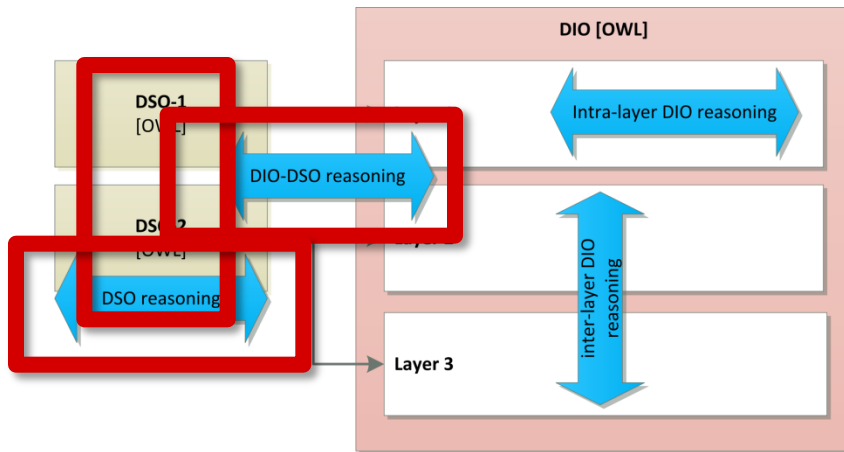 DIO [OWL]
DSO-1
[OWL]
Intra-layer DIO reasoning
DIO-DSO reasoning
[OWL]
inter-layer DIO
reasoning
DSO reasoning
Layer 3